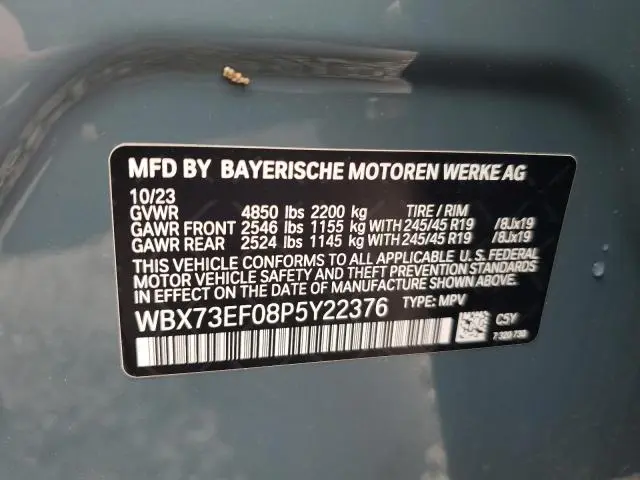 MFD BY BAYERISCHE MOTOREN WERKE AG
10/23
GVWR 4850 lbs 2200 kg TIRE / RIM
GAWR FRONT 2546 lbs 1155 kg WITH 245/45 R19 /8Jx19
GAWR REAR 2524 lbs 1145 kg WITH 245/45 R19 /8Jx19
THIS VEHICLE CONFORMS TO ALL APPLICABLE U.S. FEDERAL
MOTOR VEHICLE SAFETY AND THEFT PREVENTION STANDARDS
IN EFFECT ON THE DATE OF MANUFACTURE SHOWN ABOVE.
WBX73EF08P5Y22376 TYPE: MPV
C5Y
7 320 730